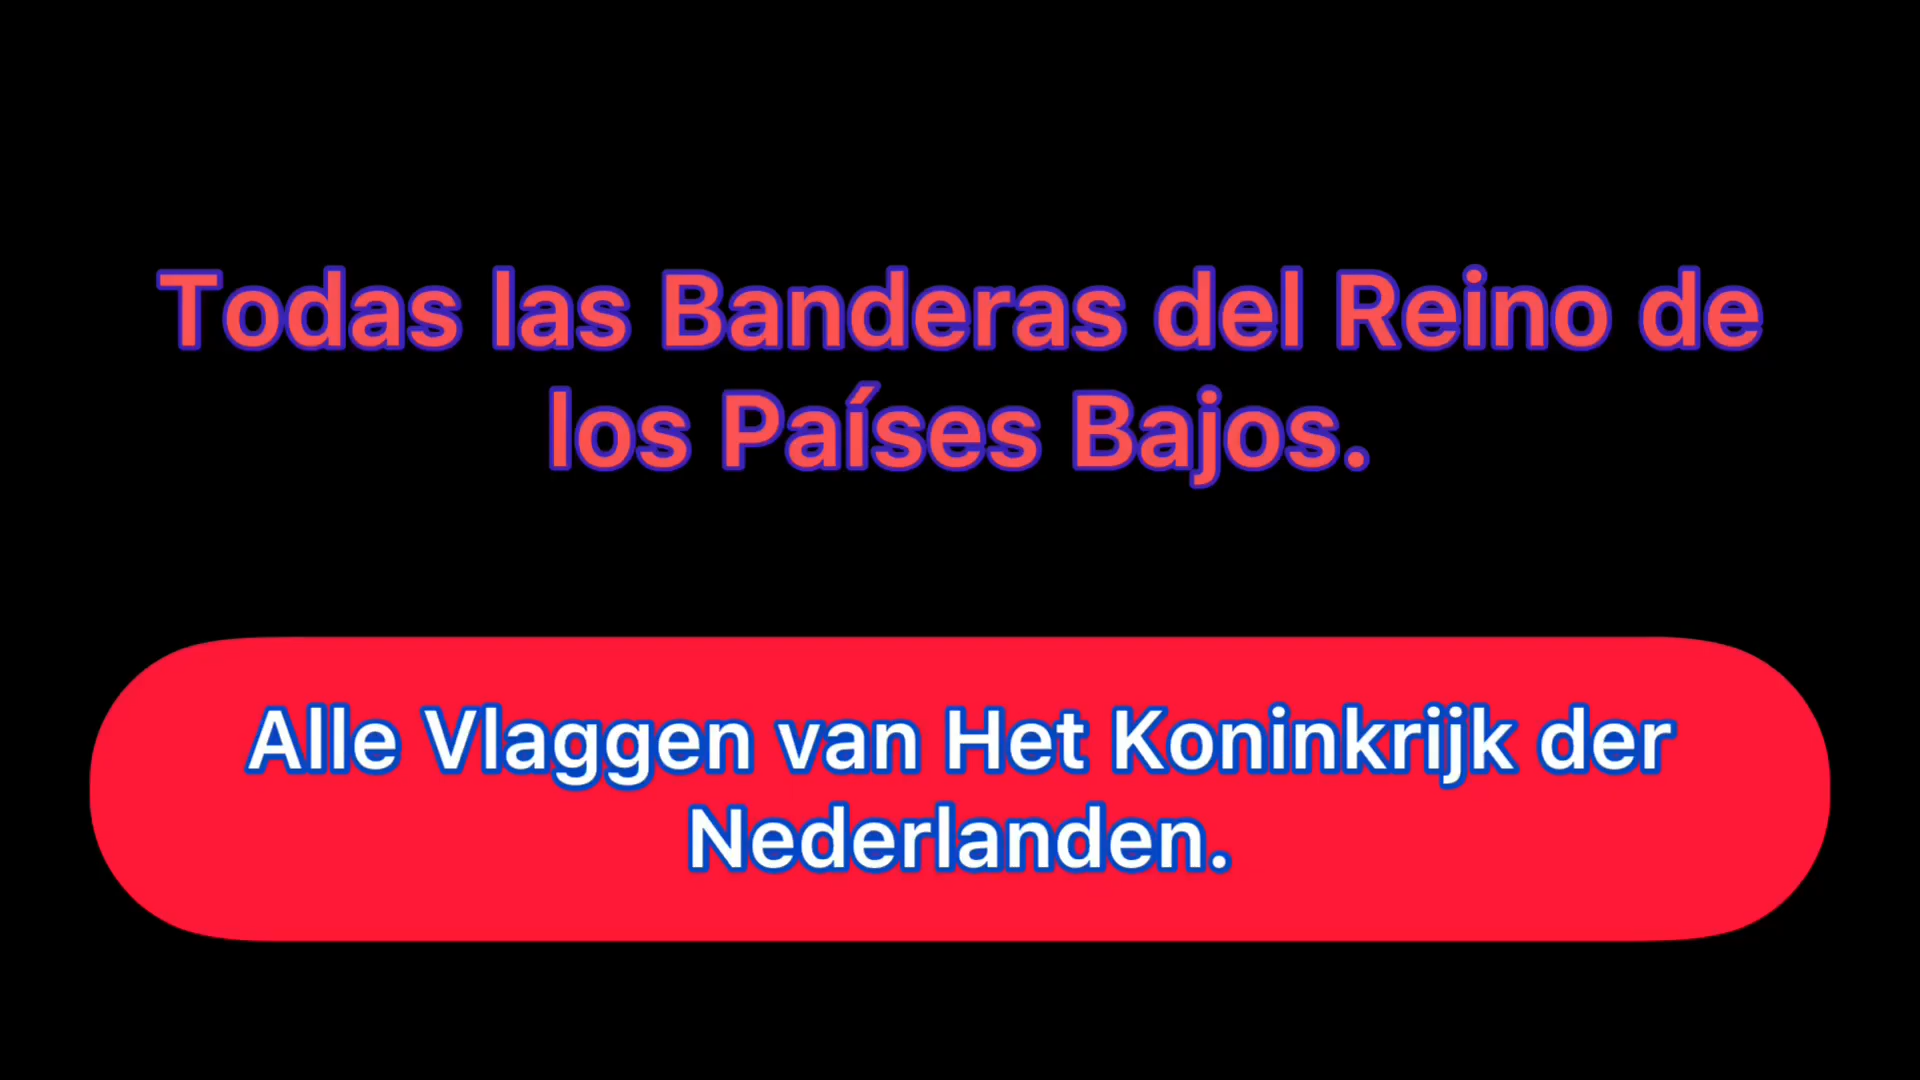 Todas las Banderas del Reino de
los Países Bajos.
Alle Vlaggen van Het Koninkrijk der
Nederlanden.